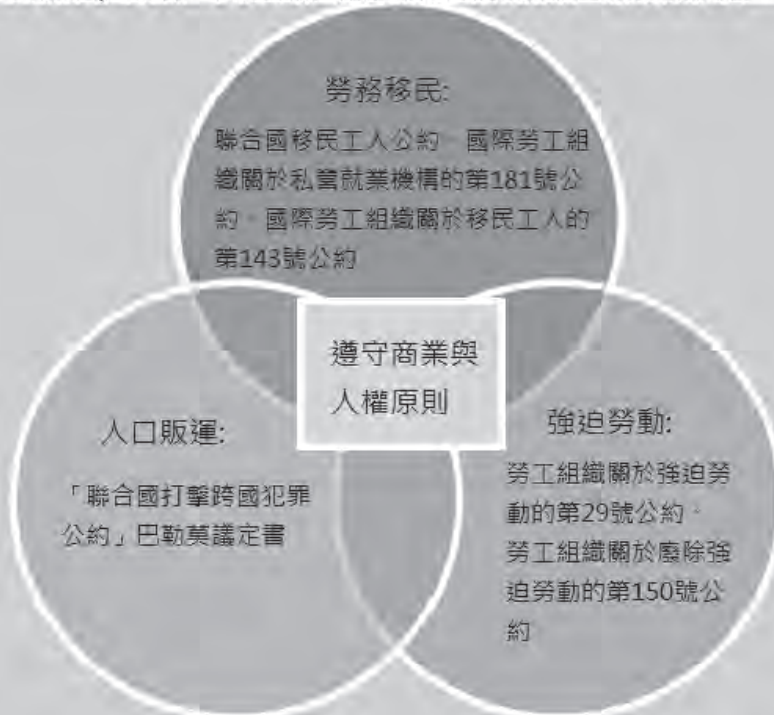 勞務移民:
聯合國移民工人公約、國際勞工組
織關於私營就業機構的第181號公
約、國際勞工組織關於移民工人的
第143號公約
遵守商業與
人權原則
人口販運:
「聯合國打擊跨國犯罪
公約」巴勒莫議定書
強迫勞動:
勞工組織關於強迫勞
動的第29號公約、
勞工組織關於廢除強
迫勞動的第150號公
約